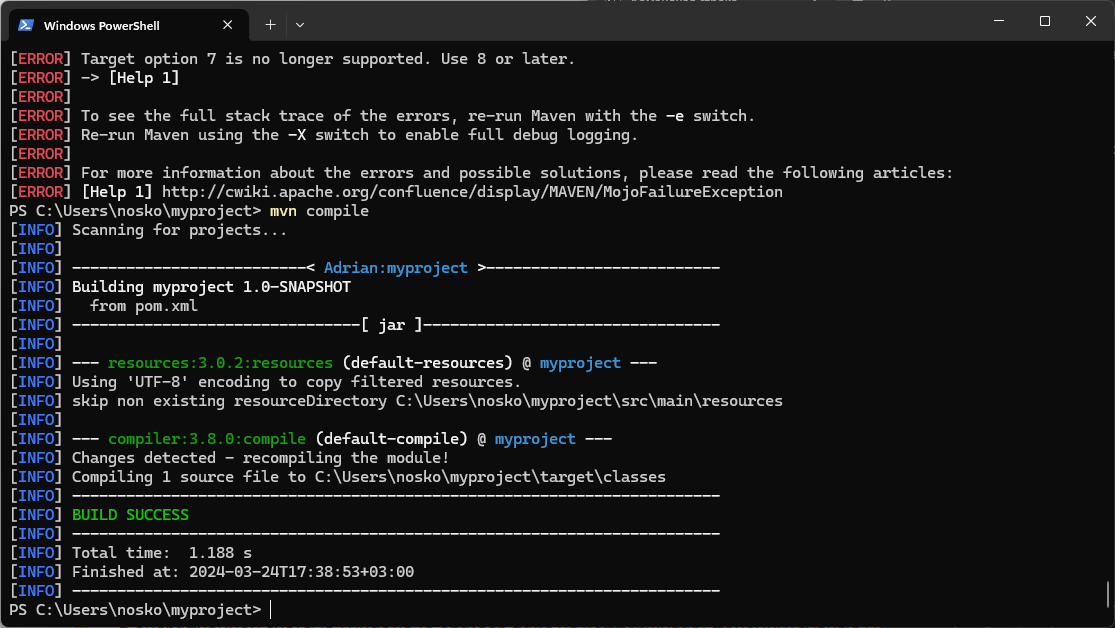 Windows PowerShell
[ERROR] Target option 7 is no longer supported. Use 8 or later.
[ERROR] -> [Help 1]
[ERROR]
[ERROR] To see the full stack trace of the errors, re-run Maven with the -e switch.
[ERROR] Re-run Maven using the -X switch to enable full debug logging.
[ERROR]
[ERROR] For more information about the errors and possible solutions, please read the following articles:
[ERROR] [Help 1] http://cwiki.apache.org/confluence/display/MAVEN/MojoFailureException
PS C:\Users\nosko\myproject> mvn compile
[INFO] Scanning for projects...
[INFO]
[INFO] --------------------------< Adrian:myproject >--------------------------
[INFO] Building myproject 1.0-SNAPSHOT
[INFO]   from pom.xml
[INFO] --------------------------------[ jar ]---------------------------------
[INFO]
[INFO] --- resources:3.0.2:resources (default-resources) @ myproject ---
[INFO] Using 'UTF-8' encoding to copy filtered resources.
[INFO] skip non existing resourceDirectory C:\Users\nosko\myproject\src\main\resources
[INFO]
[INFO] --- compiler:3.8.0:compile (default-compile) @ myproject ---
[INFO] Changes detected - recompiling the module!
[INFO] Compiling 1 source file to C:\Users\nosko\myproject\target\classes
[INFO] ------------------------------------------------------------------------
[INFO] BUILD SUCCESS
[INFO] ------------------------------------------------------------------------
[INFO] Total time:  1.188 s
[INFO] Finished at: 2024-03-24T17:38:53+03:00
[INFO] ------------------------------------------------------------------------
PS C:\Users\nosko\myproject>